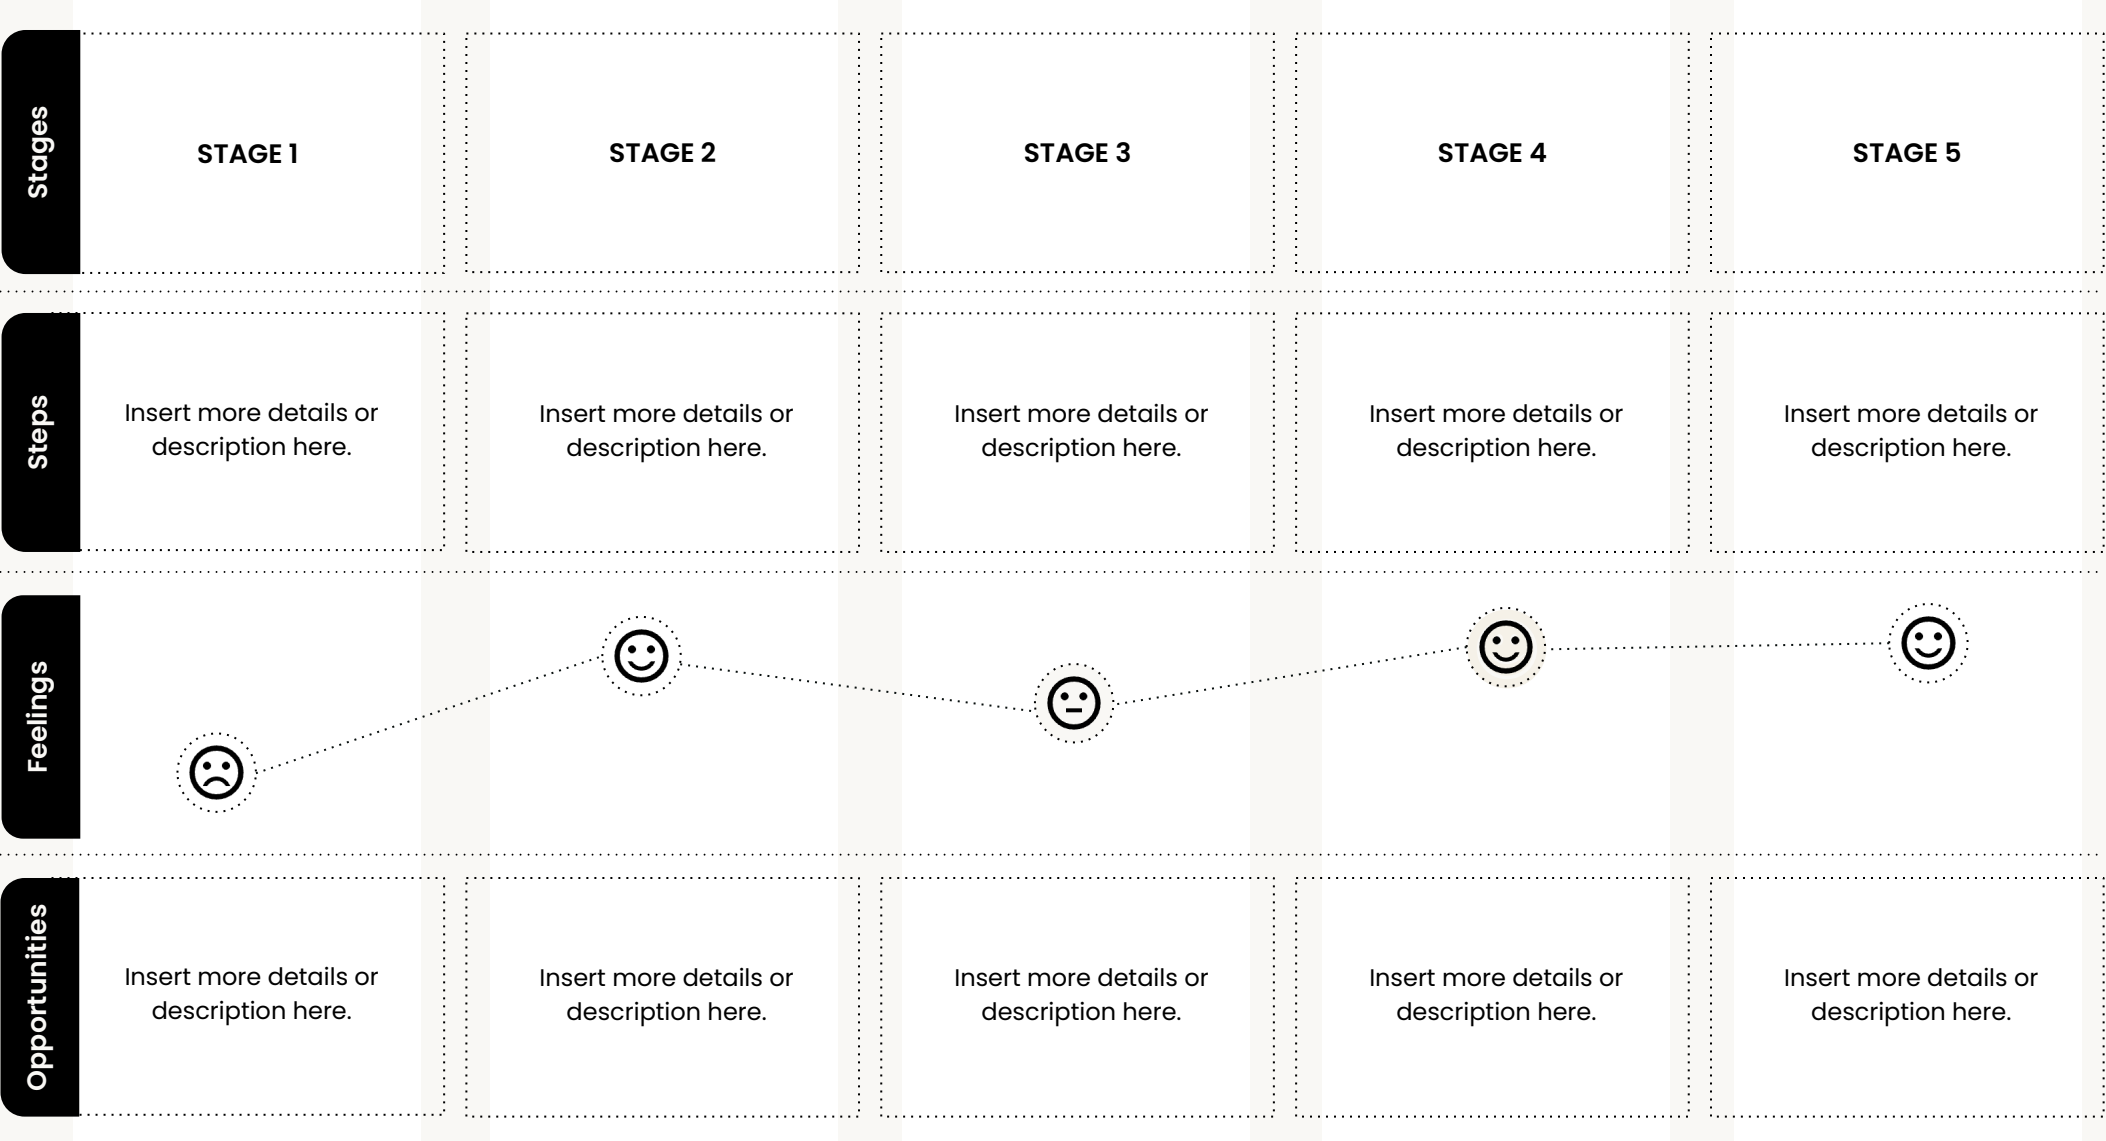 Stages
STAGE 1
STAGE 2
STAGE 3
STAGE 4
STAGE 5
Steps
Insert more details or
description here.
Insert more details or
description here.
Insert more details or
description here.
Insert more details or
description here.
Insert more details or
description here.
Feelings
Opportunities
Insert more details or
description here.
Insert more details or
description here.
Insert more details or
description here.
Insert more details or
description here.
Insert more details or
description here.